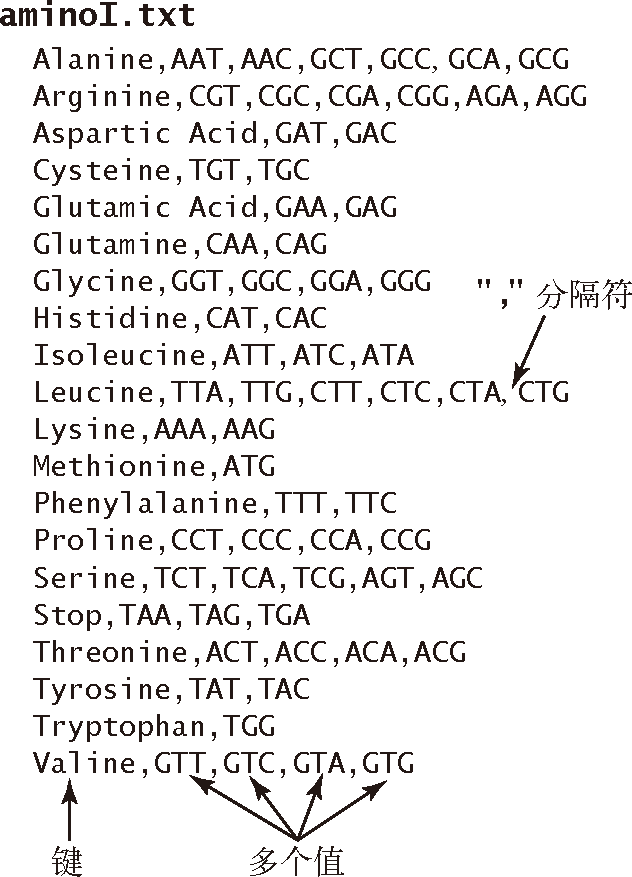 aminoI.txt
Alanine,AAT,AAC,GCT,GCC,GCA,GCG
Arginine,CGT,CGC,CGA,CGG,AGA,AGG
Aspartic Acid,GAT,GAC
Cysteine,TGT,TGC
Glutamic Acid,GAA,GAG
Glutamine,CAA,CAG
Glycine,GGT,GGC,GGA,GGG
"," 分隔符
Histidine,CAT,CAC
Isoleucine,ATT,ATC,ATA
Leucine,TTA,TTG,CTT,CTC,CTA,CTG
Lysine,AAA,AAG
Methionine,ATG
Phenylalanine,TTT,TTC
Proline,CCT,CCC,CCA,CCG
Serine,TCT,TCA,TCG,AGT,AGC
Stop,TAA,TAG,TGA
Threonine,ACT,ACC,ACA,ACG
Tyrosine,TAT,TAC
Tryptophan,TGG
Valine,GTT,GTC,GTA,GTG
键
多个值